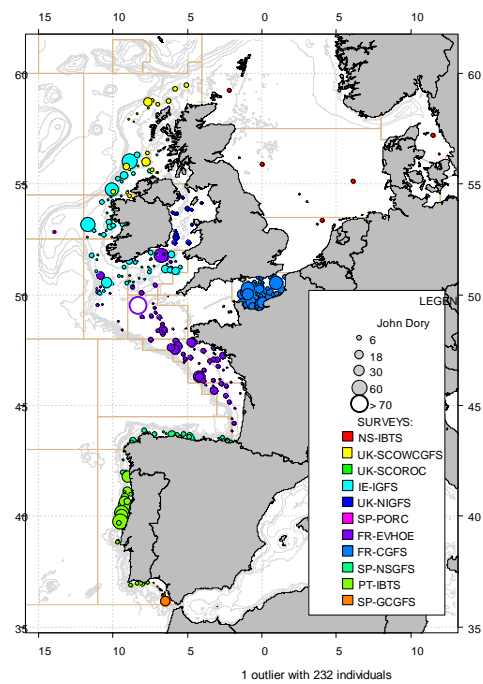 15 10 5 0 5 10
60 60
55 55
50 50
LEGEN
John Dory
6
18
30
60
> 70
45 45
SURVEYS:
NS-IBTS
UK-SCOWCGFS
UK-SCOROC
IE-IGFS
UK-NIGFS
SP-PORC
FR-EVHOE
FR-CGFS
SP-NSGFS
PT-IBTS
SP-GCGFS
40 40
35 35
15 10 5 0 5 10
1 outlier with 232 individuals